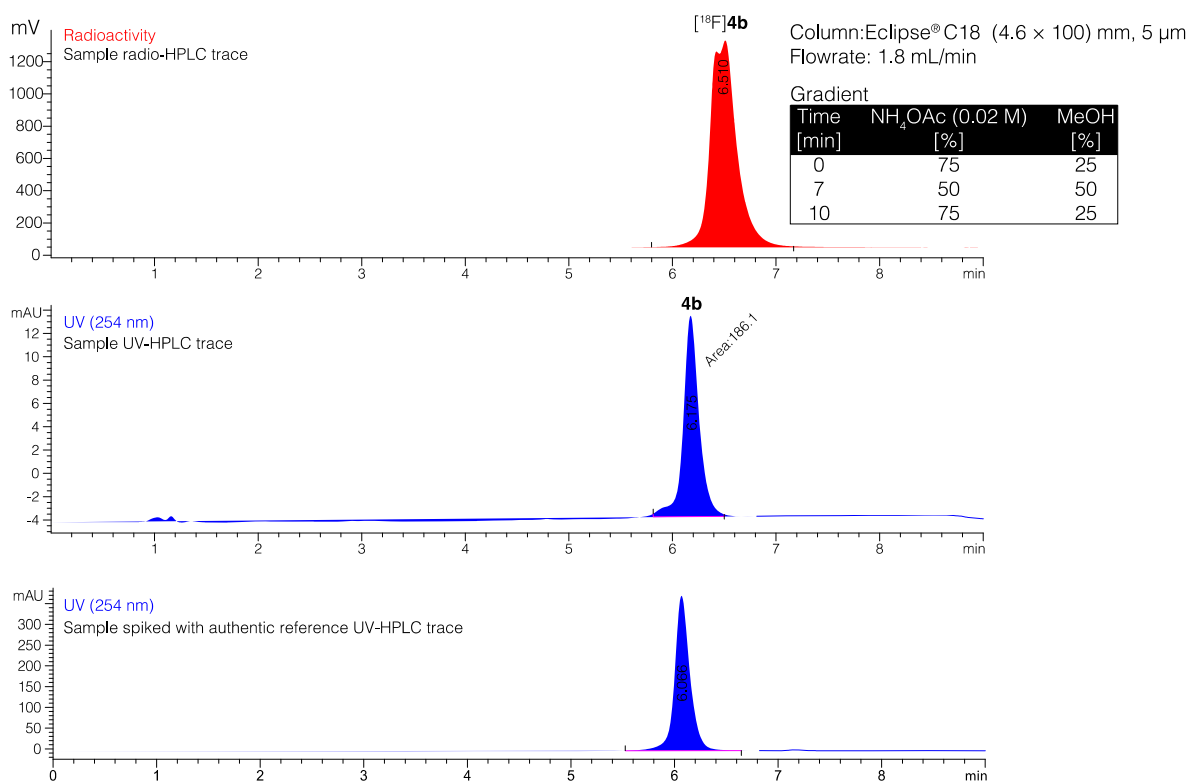 mV
Radioactivity
Sample radio-HPLC trace
[¹⁸F]4b
6.510
1200
1000
800
600
400
200
0
1 2 3 4 5 6 7 8 min
Column:Eclipse® C18 (4.6 × 100) mm, 5 µm
Flowrate: 1.8 mL/min
Gradient
Time NH₄OAc (0.02 M) MeOH
[min] [%] [%]
0 75 25
7 50 50
10 75 25
mAU
UV (254 nm)
Sample UV-HPLC trace
4b
Area:186.1
12
10
8
6
4
2
0
-2
-4
1 2 3 4 5 6 7 8 min
mAU
UV (254 nm)
Sample spiked with authentic reference UV-HPLC trace
6.068
300
250
200
150
100
50
0
0 1 2 3 4 5 6 7 8 min